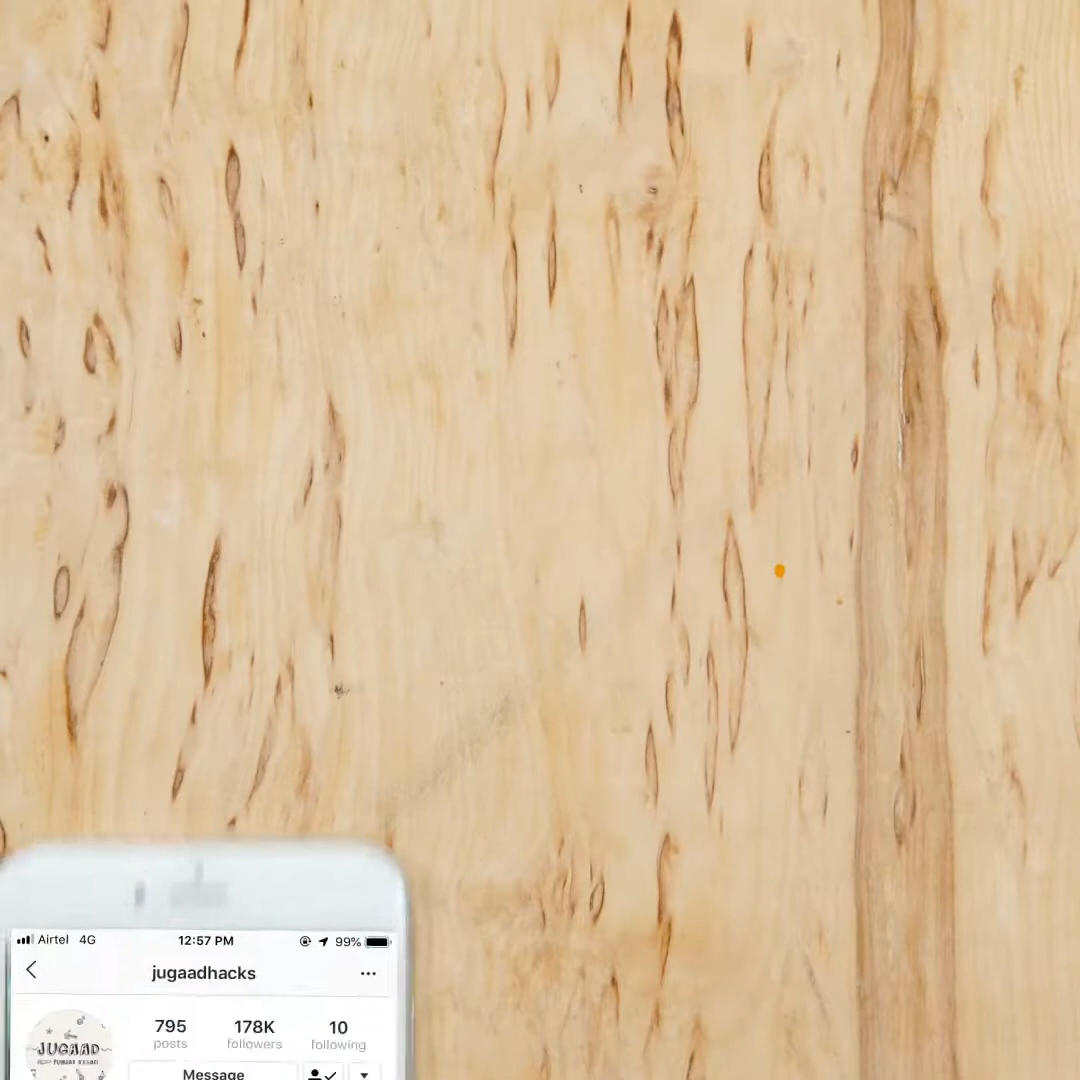 Airtel 4G 12:57 PM 99%
jugaadhacks
795 178K 10
posts followers following
JUGAAD
Message